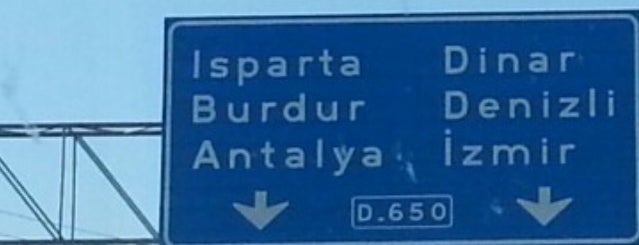 Isparta
Burdur
Antalya
Dinar
Denizli
İzmir
D.650